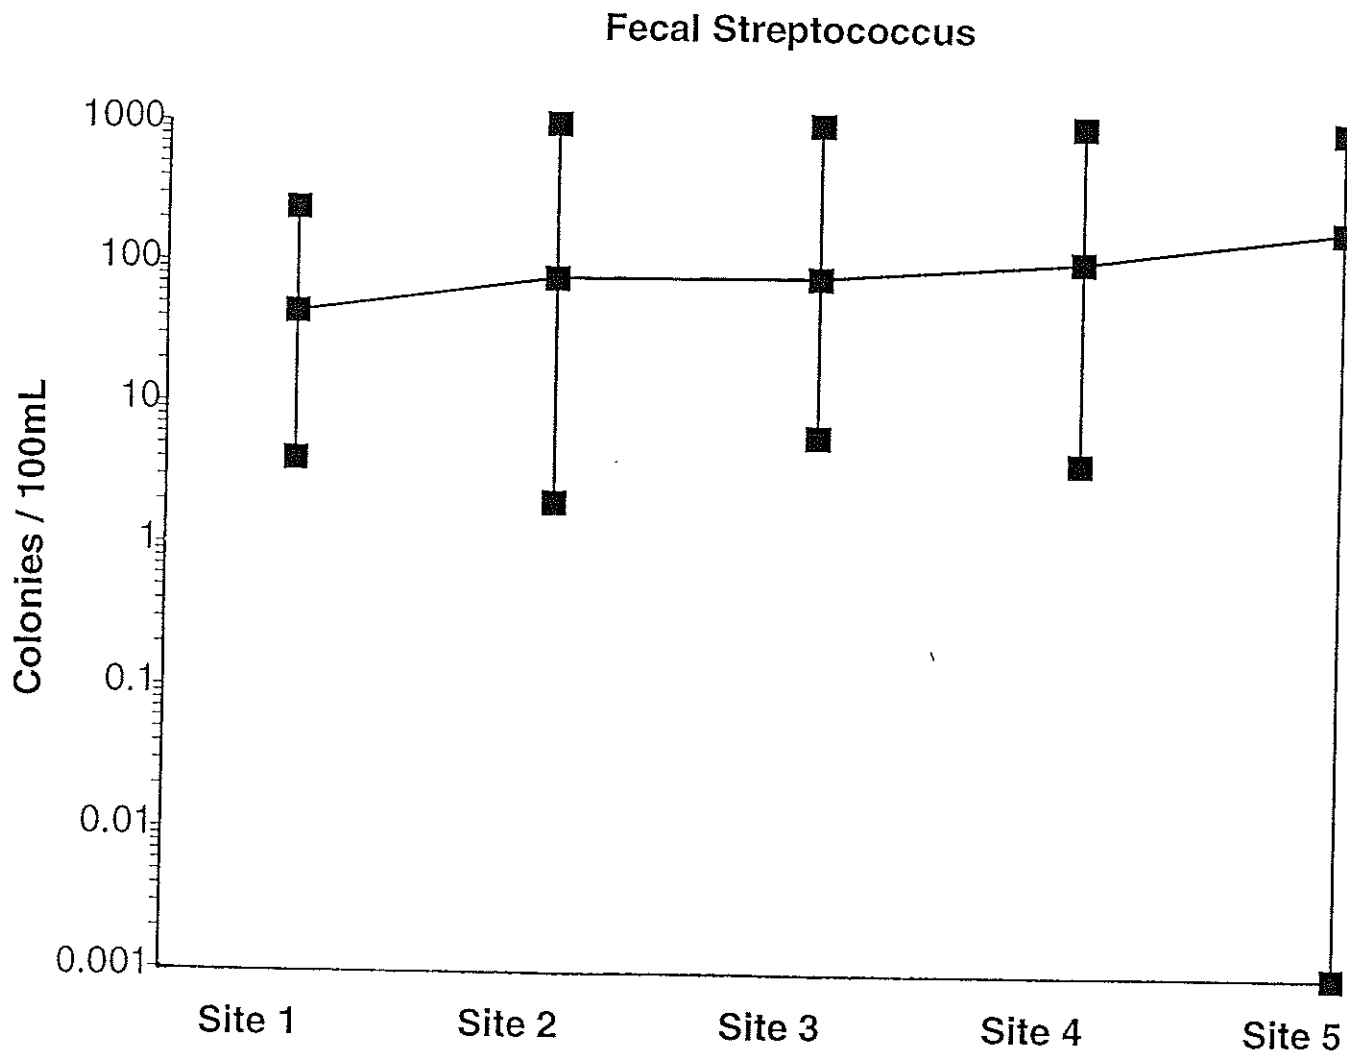 Fecal Streptococcus
1000
100
10
1
0.1
0.01
0.001
Colonies / 100mL
Site 1
Site 2
Site 3
Site 4
Site 5